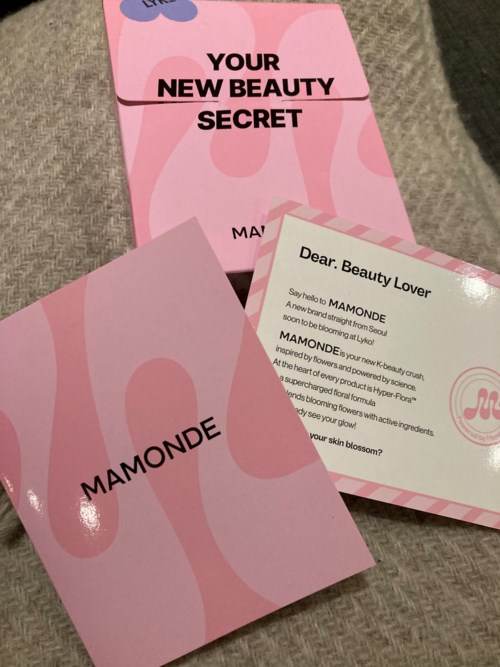 YOUR
NEW BEAUTY
SECRET
MAMONDE
Dear. Beauty Lover
Say hello to MAMONDE
A new brand straight from Seoul
soon to be blooming at Lyko!
MAMONDE is your new K-beauty crush,
inspired by flowers and powered by science.
At the heart of every product is Hyper-Flora™
a supercharged floral formula
blooming flowers with active ingredients.
see your glow!
your skin blossom?